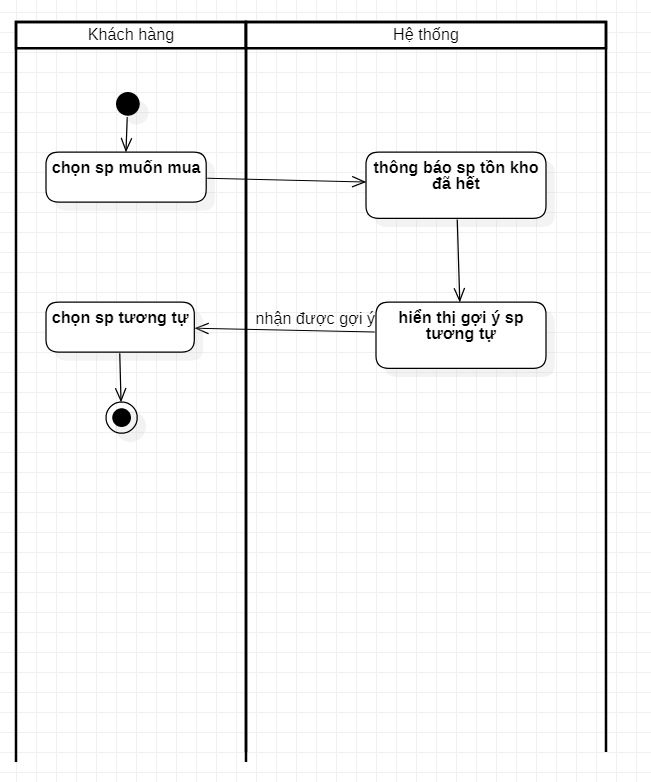 Khách hàng
Hệ thống
chọn sp muốn mua
thông báo sp tồn kho
đã hết
chọn sp tương tự
nhận được gợi ý
hiển thị gợi ý sp
tương tự